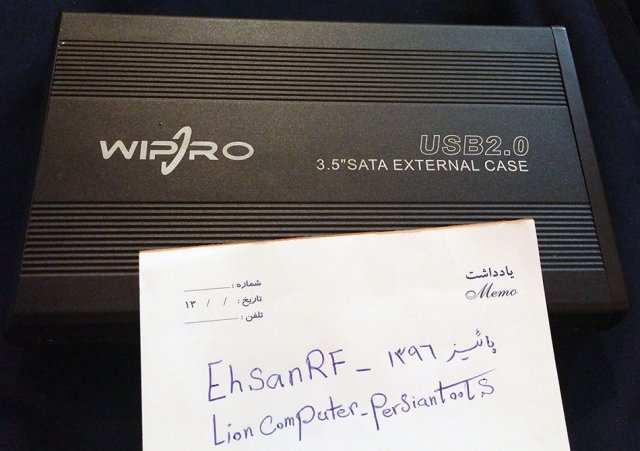 WIPRO
USB2.0
3.5"SATA EXTERNAL CASE
یادداشت
Memo
شماره :
تاریخ : / / ۱۳
تلفن :
EhsanRF - پائیز ۱۳۹۶
Lion Computer - persiantools